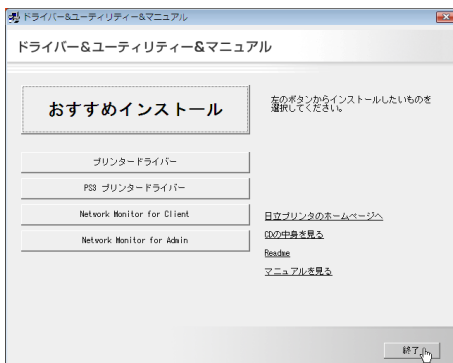 ドライバー&ユーティリティー&マニュアル
ドライバー&ユーティリティー&マニュアル
おすすめインストール
左のボタンからインストールしたいものを
選択してください。
プリンタードライバー
PS3 プリンタードライバー
Network Monitor for Client
Network Monitor for Admin
日立プリンタのホームページへ
CDの中身を見る
Readme
マニュアルを見る
終了